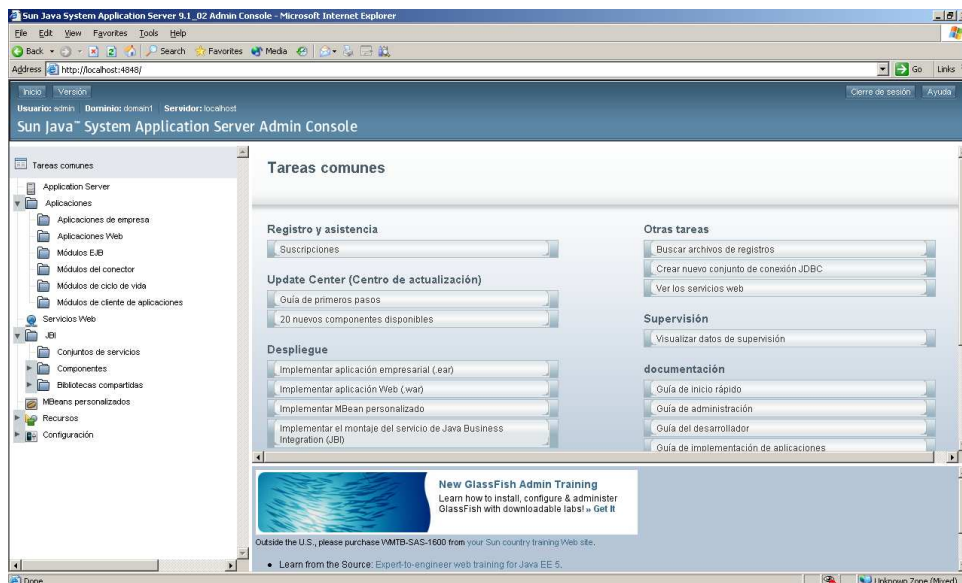 Sun Java System Application Server 9.1_02 Admin Console - Microsoft Internet Explorer
File Edit View Favorites Tools Help
Back Search Favorites Media
Address http://localhost:4848/ Go Links
Inicio Versión Cierre de sesión Ayuda
Usuario: admin Dominio: domain1 Servidor: localhost
Sun Java™ System Application Server Admin Console
Tareas comunes
Application Server
Aplicaciones
Aplicaciones de empresa
Aplicaciones Web
Módulos EJB
Módulos del conector
Módulos de ciclo de vida
Módulos de cliente de aplicaciones
Servicios Web
JBI
Conjuntos de servicios
Componentes
Bibliotecas compartidas
MBeans personalizados
Recursos
Configuración
Tareas comunes
Registro y asistencia
Suscripciones
Update Center (Centro de actualización)
Guía de primeros pasos
20 nuevos componentes disponibles
Despliegue
Implementar aplicación empresarial (.ear)
Implementar aplicación Web (.war)
Implementar MBean personalizado
Implementar el montaje del servicio de Java Business
Integration (JBI)
Otras tareas
Buscar archivos de registros
Crear nuevo conjunto de conexión JDBC
Ver los servicios web
Supervisión
Visualizar datos de supervisión
documentación
Guía de inicio rápido
Guía de administración
Guía del desarrollador
Guía de implementación de aplicaciones
New GlassFish Admin Training
Learn how to install, configure & administer
GlassFish with downloadable labs! » Get It
Outside the U.S., please purchase WMTB-SAS-1600 from your Sun country training Web site.
• Learn from the Source: Expert-to-engineer web training for Java EE 5.
Done Unknown Zone (Mixed)